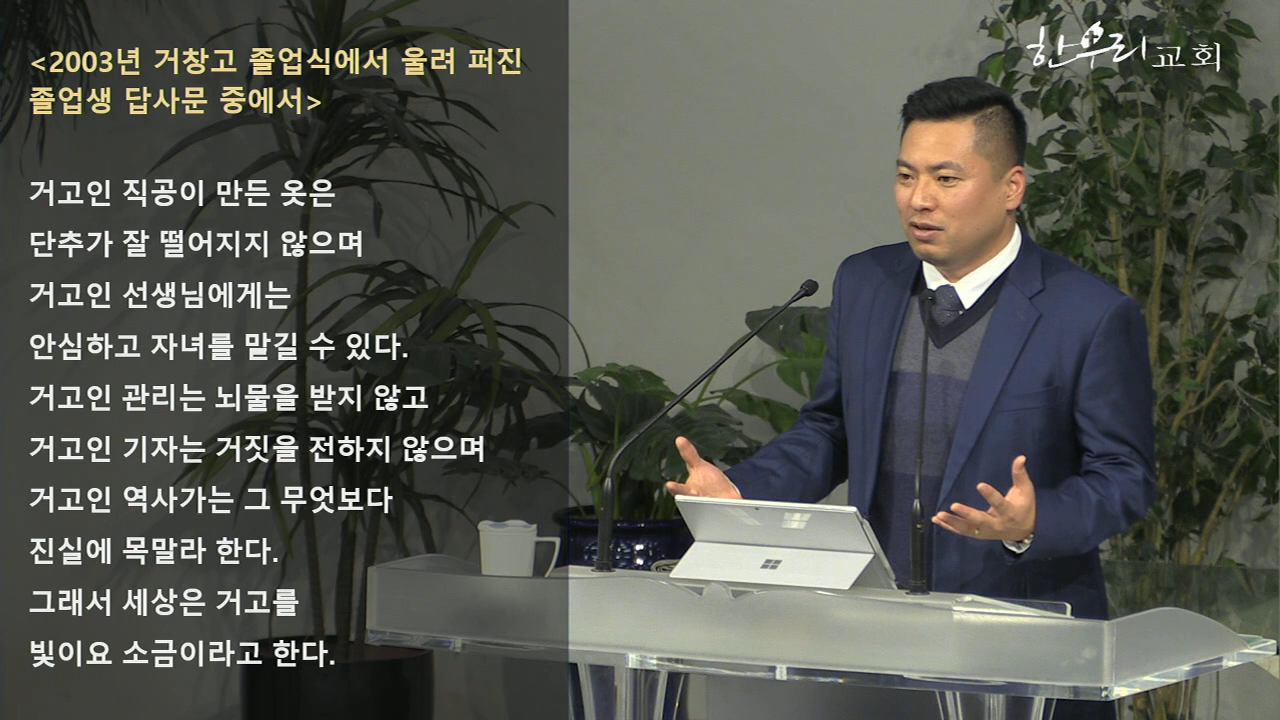 <2003년 거창고 졸업식에서 울려 퍼진
졸업생 답사문 중에서>
거고인 직공이 만든 옷은
단추가 잘 떨어지지 않으며
거고인 선생님에게는
안심하고 자녀를 맡길 수 있다.
거고인 관리는 뇌물을 받지 않고
거고인 기자는 거짓을 전하지 않으며
거고인 역사가는 그 무엇보다
진실에 목말라 한다.
그래서 세상은 거고를
빛이요 소금이라고 한다.
한우리교회